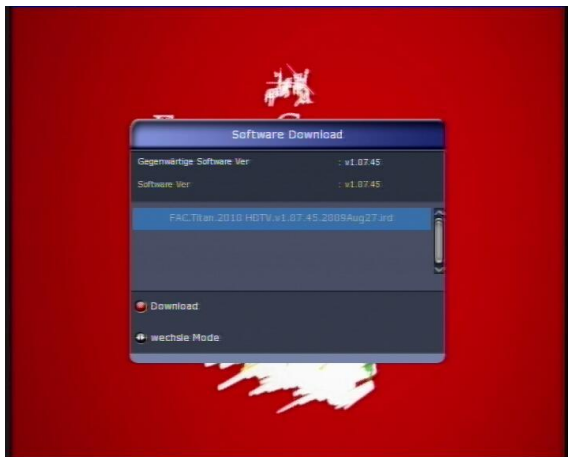 Software Download
Gegenwärtige Software Ver : v1.07.45
Software Ver : v1.07.45
FAC.Titan.2010 HDTV.v1.07.45.2009Aug27.ird
Download
wechsle Mode